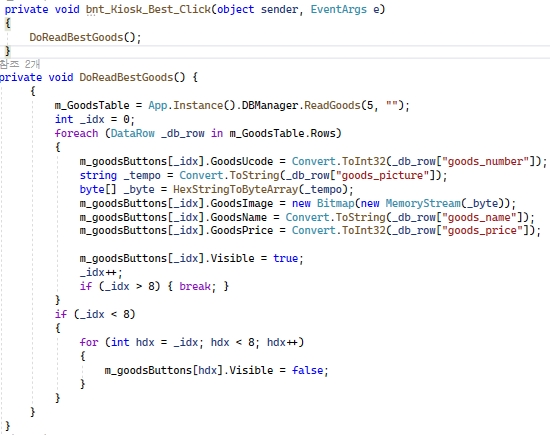 private void bnt_Kiosk_Best_Click(object sender, EventArgs e)
{
DoReadBestGoods();
}
참조 2개
private void DoReadBestGoods() {
{
m_GoodsTable = App.Instance().DBManager.ReadGoods(5, "");
int _idx = 0;
foreach (DataRow _db_row in m_GoodsTable.Rows)
{
m_goodsButtons[_idx].GoodsUcode = Convert.ToInt32(_db_row["goods_number"]);
string _tempo = Convert.ToString(_db_row["goods_picture"]);
byte[] _byte = HexStringToByteArray(_tempo);
m_goodsButtons[_idx].GoodsImage = new Bitmap(new MemoryStream(_byte));
m_goodsButtons[_idx].GoodsName = Convert.ToString(_db_row["goods_name"]);
m_goodsButtons[_idx].GoodsPrice = Convert.ToInt32(_db_row["goods_price"]);
m_goodsButtons[_idx].Visible = true;
_idx++;
if (_idx > 8) { break; }
}
if (_idx < 8)
{
for (int hdx = _idx; hdx < 8; hdx++)
{
m_goodsButtons[hdx].Visible = false;
}
}
}
}